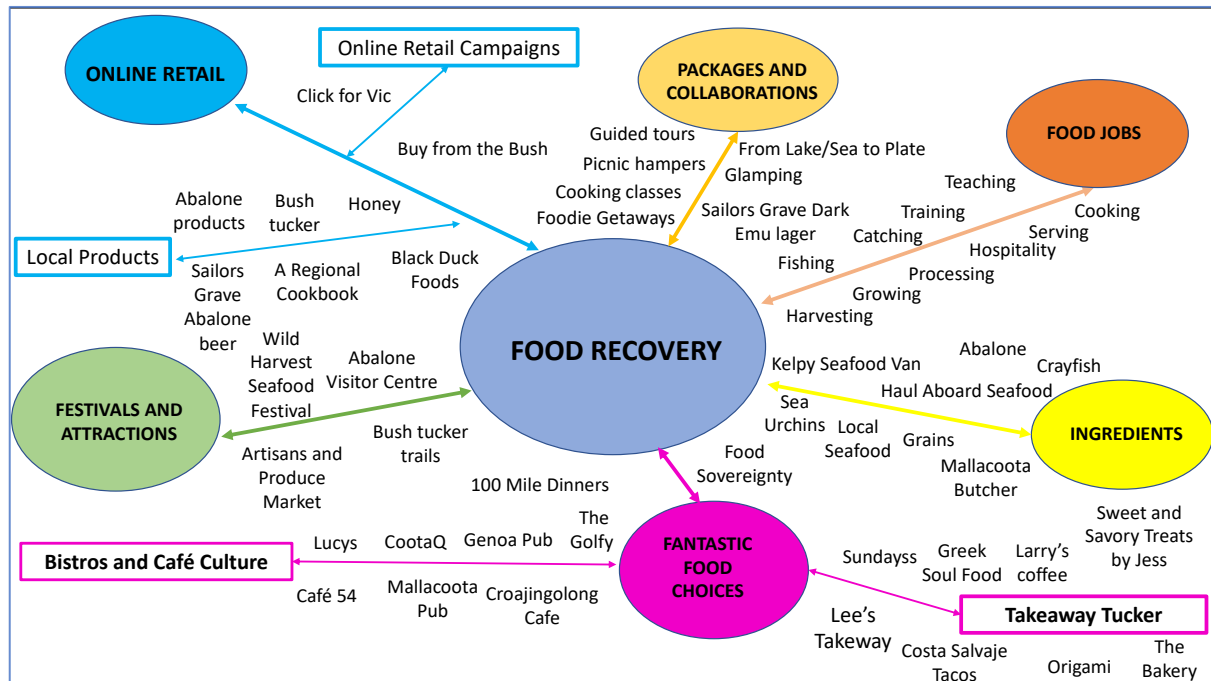 Online Retail Campaigns
ONLINE RETAIL
Click for Vic
Buy from the Bush
PACKAGES AND
COLLABORATIONS
Guided tours
Picnic hampers
Cooking classes
Foodie Getaways
From Lake/Sea to Plate
Glamping
Sailors Grave Dark
Emu lager
FOOD JOBS
Teaching
Training
Catching
Fishing
Cooking
Serving
Hospitality
Processing
Growing
Harvesting
Abalone
products
Bush
tucker
Honey
Local Products
Sailors
Grave
Abalone
beer
A Regional
Cookbook
Black Duck
Foods
FOOD RECOVERY
Wild
Harvest
Seafood
Festival
Abalone
Visitor Centre
FESTIVALS AND
ATTRACTIONS
Artisans and
Produce
Market
Bush tucker
trails
Kelpy Seafood Van
Abalone
Crayfish
Haul Aboard Seafood
Sea
Urchins
Local
Seafood
Grains
Mallacoota
Butcher
INGREDIENTS
Food
Sovereignty
Sweet and
Savory Treats
by Jess
100 Mile Dinners
Lucys
CootaQ
Genoa Pub
The
Golfy
Bistros and Café Culture
Café 54
Mallacoota
Pub
Croajingolong
Cafe
FANTASTIC
FOOD
CHOICES
Sundayss
Greek
Soul Food
Larry’s
coffee
Takeaway Tucker
Lee’s
Takeway
Costa Salvaje
Tacos
Origami
The
Bakery